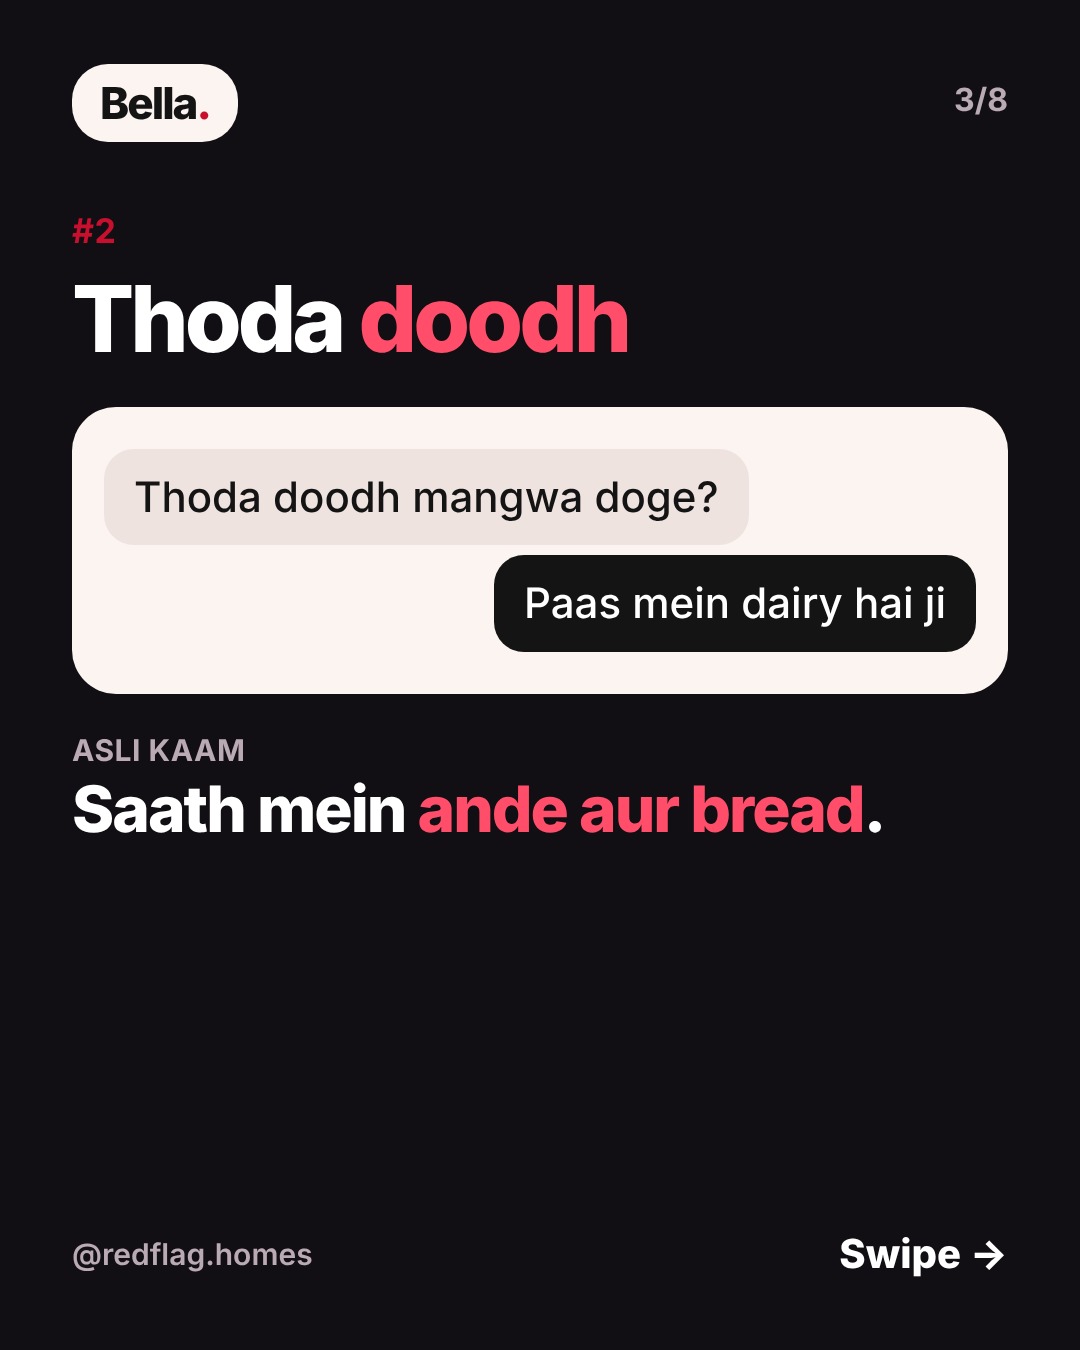 Bella.
3/8
#2
Thoda doodh
Thoda doodh mangwa doge?
Paas mein dairy hai ji
ASLI KAAM
Saath mein ande aur bread.
@redflag.homes
Swipe →